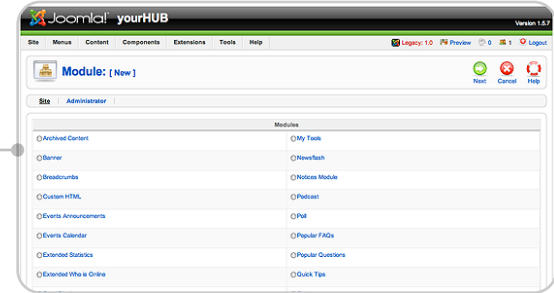 Joomla! yourHUB
Version 1.5.7
Site Menus Content Components Extensions Tools Help Legacy: 1.0 Preview 0 1 Logout
Module: [ New ] Next Cancel Help
Site Administrator
Modules
Archived Content My Tools
Banner Newsflash
Breadcrumbs Notices Module
Custom HTML Podcast
Events Announcements Poll
Events Calendar Popular FAQs
Extended Statistics Popular Questions
Extended Who is Online Quick Tips